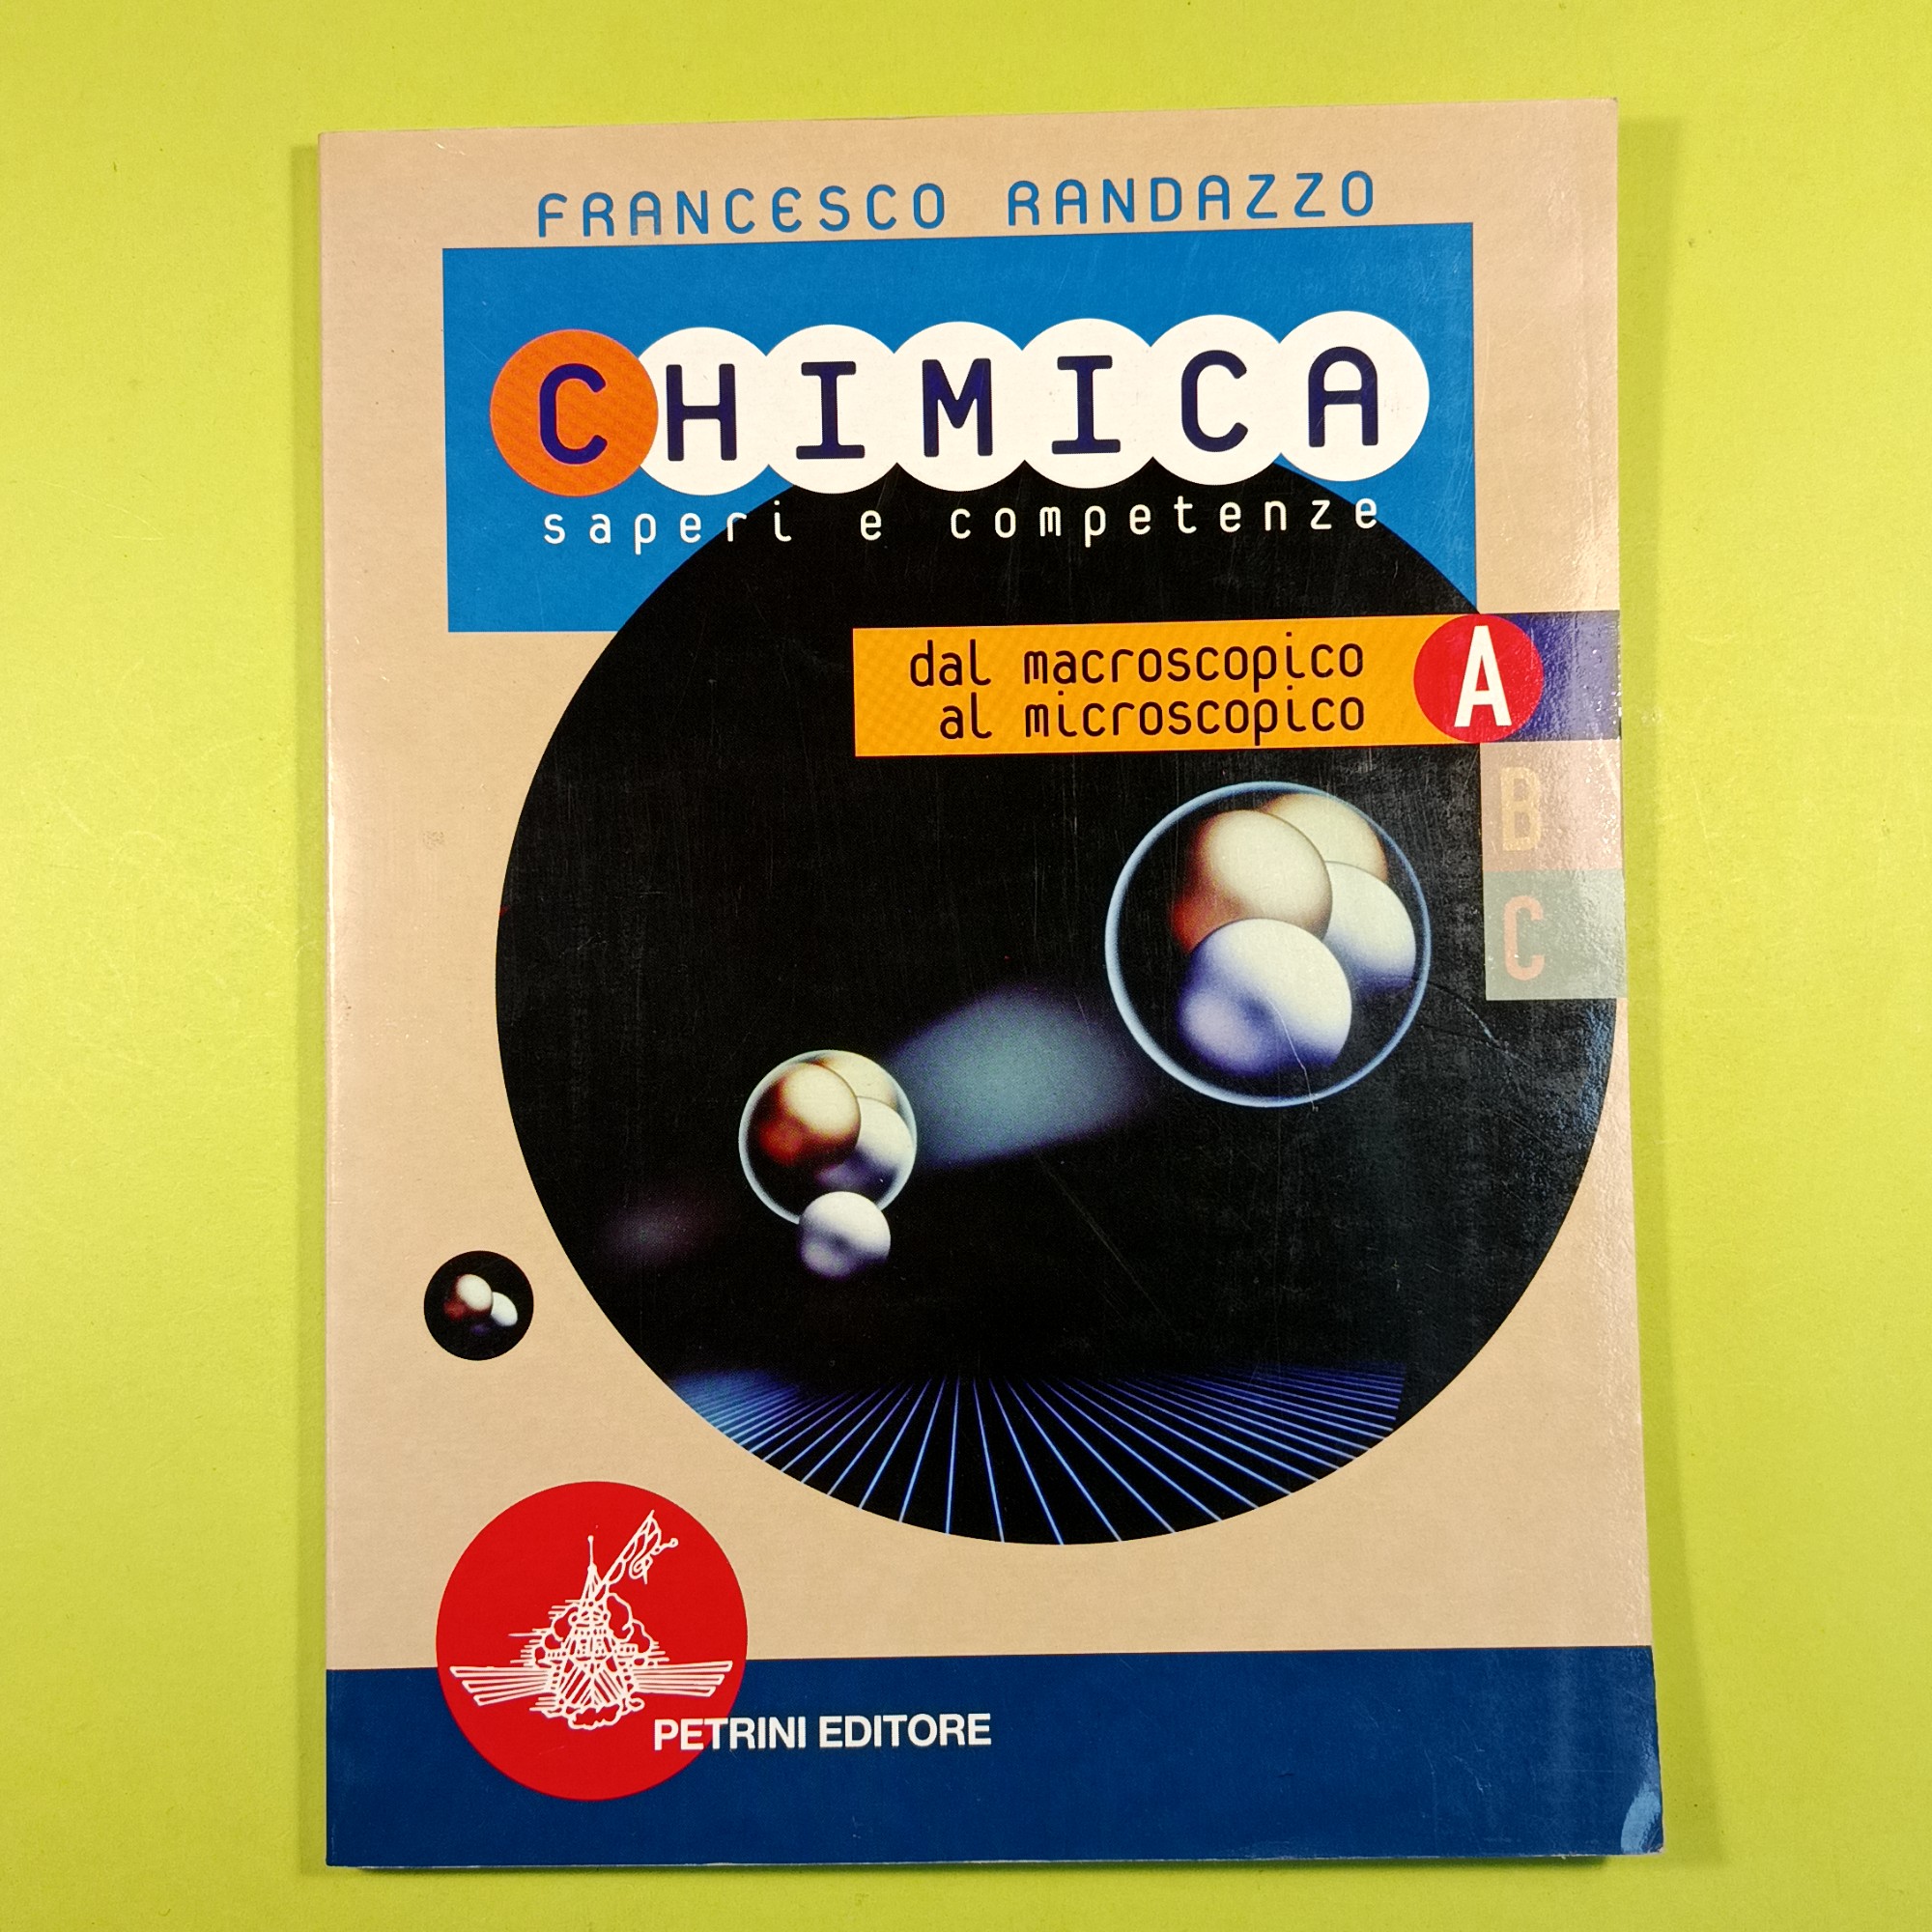 FRANCESCO RANDAZZO
CHIMICA
saperi e competenze
dal macroscopico
al microscopico
A
B
C
PETRINI EDITORE